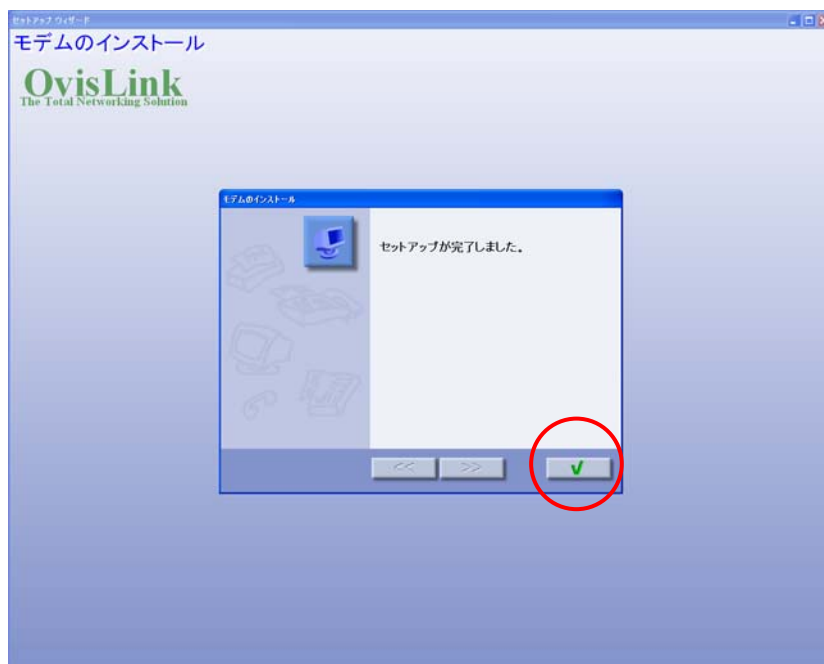 セットアップ ウィザード
モデムのインストール
OvisLink
The Total Networking Solution
モデムのインストール
セットアップが完了しました。
<< >>